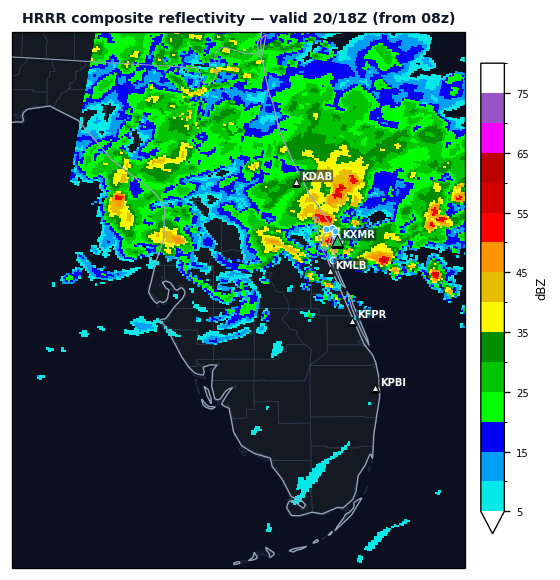 HRRR composite reflectivity — valid 20/18Z (from 08z)
KDAB
KXMR
KMLB
KFPR
KPBI
75
65
55
45
35
25
15
5
dBZ